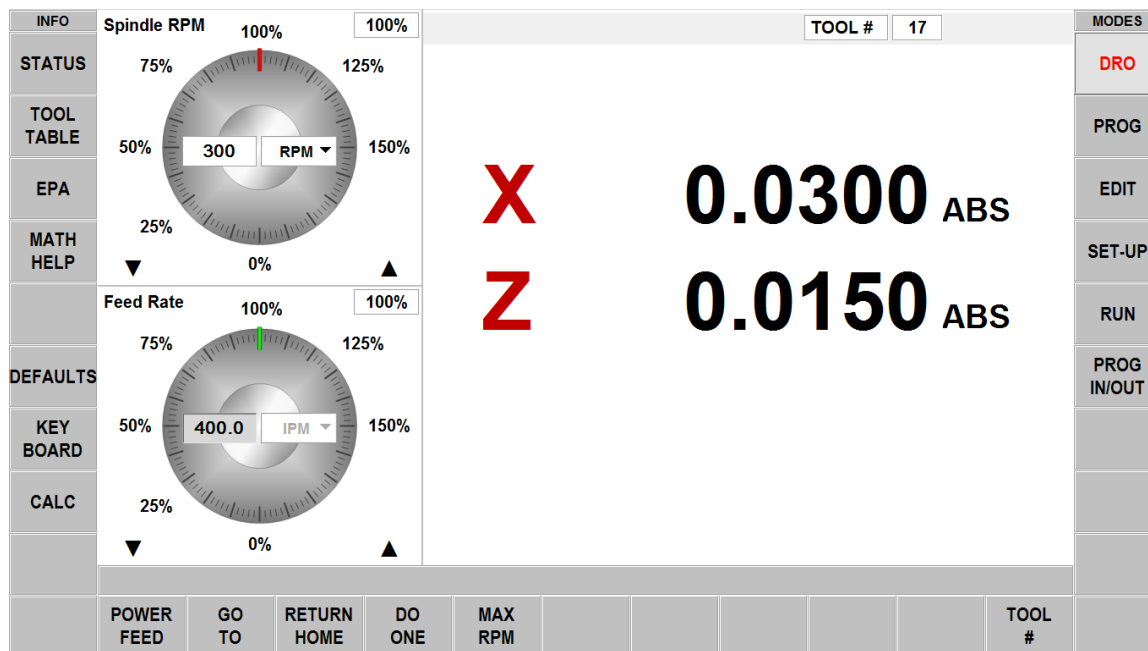 INFO
STATUS
TOOL
TABLE
EPA
MATH
HELP
DEFAULTS
KEY
BOARD
CALC
Spindle RPM
100%
100%
75%
125%
50%
300
RPM
150%
25%
0%
Feed Rate
100%
100%
75%
125%
50%
400.0
IPM
150%
25%
0%
TOOL # 17
X 0.0300 ABS
Z 0.0150 ABS
MODES
DRO
PROG
EDIT
SET-UP
RUN
PROG
IN/OUT
POWER
FEED
GO
TO
RETURN
HOME
DO
ONE
MAX
RPM
TOOL
#